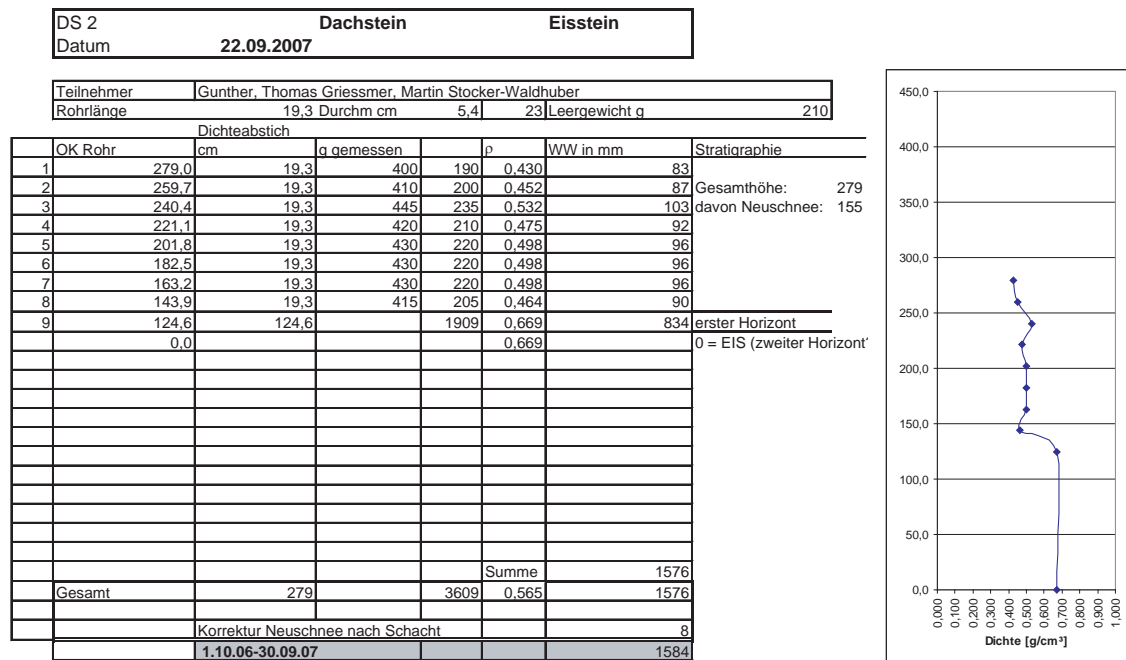 DS 2 Dachstein Eisstein
Datum 22.09.2007
Teilnehmer Gunther, Thomas Griessmer, Martin Stocker-Waldhuber
Rohrlänge 19,3 Durchm cm 5,4 23 Leergewicht g 210
Dichteabstich
OK Rohr cm g gemessen ρ WW in mm Stratigraphie
1 279,0 19,3 400 190 0,430 83
2 259,7 19,3 410 200 0,452 87 Gesamthöhe: 279
3 240,4 19,3 445 235 0,532 103 davon Neuschnee: 155
4 221,1 19,3 420 210 0,475 92
5 201,8 19,3 430 220 0,498 96
6 182,5 19,3 430 220 0,498 96
7 163,2 19,3 430 220 0,498 96
8 143,9 19,3 415 205 0,464 90
9 124,6 124,6 1909 0,669 834 erster Horizont
0,0 0,669 0 = EIS (zweiter Horizont
Summe 1576
Gesamt 279 3609 0,565 1576
Korrektur Neuschnee nach Schacht 8
1.10.06-30.09.07 1584
450,0
400,0
350,0
300,0
250,0
200,0
150,0
100,0
50,0
0,0
0,000 0,100 0,200 0,300 0,400 0,500 0,600 0,700 0,800 0,900 1,000
Dichte [g/cm³]